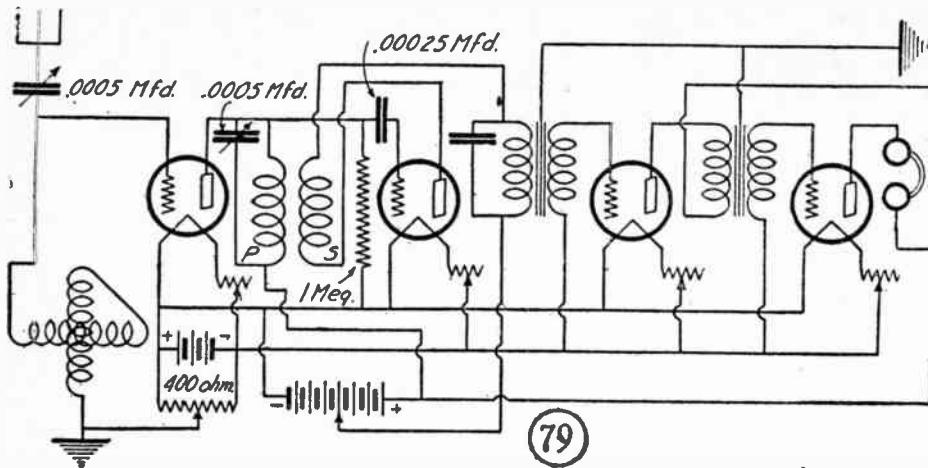 .00025 Mfd.
.0005 Mfd.
.0005 Mfd.
P
S
1 Meg.
+
-
400 ohm
-
+
79